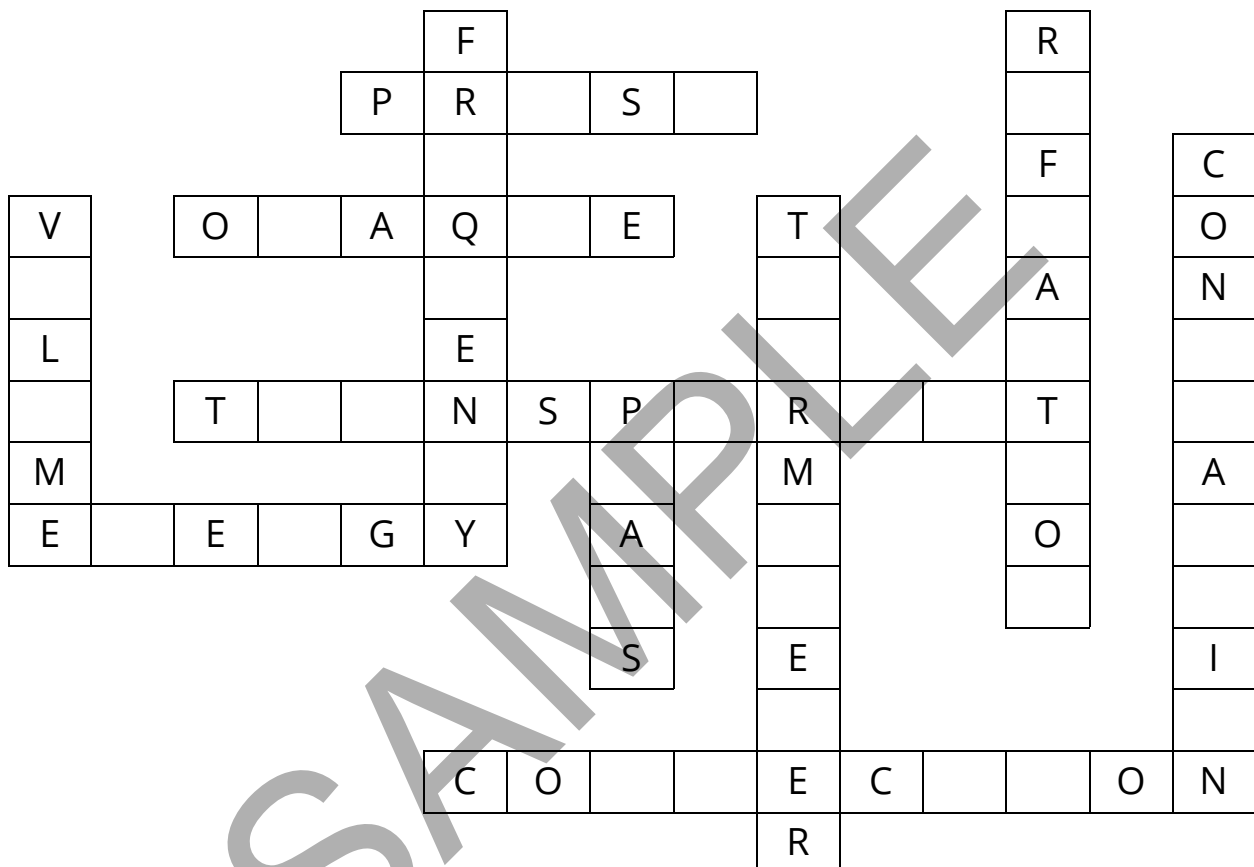 F R
P R S
F C
V O A Q E T O
A N
L E
T N S P R T
M M A
E E G Y A O
S E I
C O E C O N
R
SAMPLE